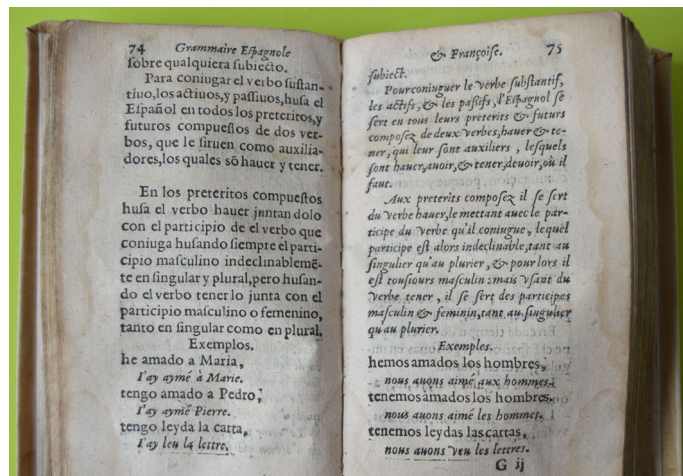 74 Grammaire Espagnole
sobre qualquiera subiecto.
Para coniugar el verbo sustan-
tiuo, los actiuos, y passiuos, husa el
Español en todos los preteritos, y
futuros compuestos de dos ver-
bos, que le siruen como auxilia-
dores, los quales sõ hauer y tener.
En los preteritos compuestos
husa el verbo hauer juntandolo
con el participio de el verbo que
coniuga husando siempre el parti-
cipio masculino indeclinablemẽ-
te en singular y plural, pero husan-
do el verbo tener lo junta con el
participio masculino o femenino,
tanto en singular como en plural.
Exemplos.
he amado a Maria,
I'ay aymé à Marie.
tengo amado a Pedro,
I'ay aymé Pierre.
tengo leyda la carta,
I'ay leu la lettre.
& Françoise. 75
subiect.
Pour coniuguer le verbe substantif,
les actifs, & les passifs, l'Espagnol se
sert en tous leurs preterits & futurs
composez de deux verbes, hauer & te-
ner, qui leur sont auxiliers, lesquels
sont hauer, auoir, & tener, deuoir, où il
faut.
Aux preterits composez il se sert
du verbe hauer, le mettant auec le par-
ticipe du verbe qu'il coniugue, lequel
participe est alors indeclinable, tant au
singulier qu'au plurier, & pour lors il
est tousiours masculin: mais vsant du
verbe tener, il se sert des participes
masculin & feminin, tant au singulier
qu'au plurier.
Exemples.
hemos amados los hombres,
nous auons aimé aux hommes.
tenemos amados los hombres,
nous auons aimé les hommes.
tenemos leydas las cartas,
nous auons veu les lettres.
G ij